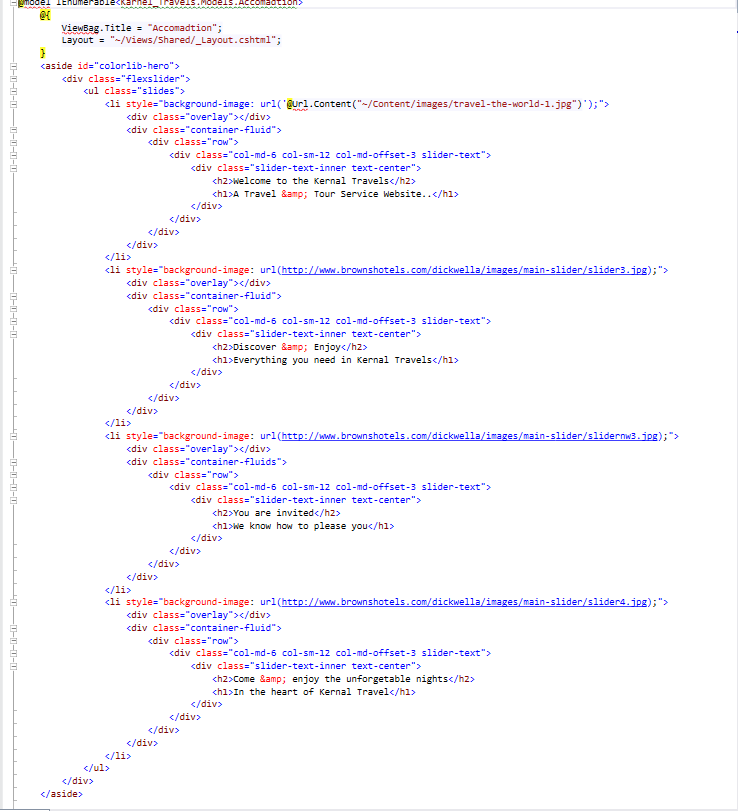 @model IEnumerable<Karnel_Travels.Models.Accomadtion>
@{
ViewBag.Title = "Accomadtion";
Layout = "~/Views/Shared/_Layout.cshtml";
}
<aside id="colorlib-hero">
<div class="flexslider">
<ul class="slides">
<li style="background-image: url('@Url.Content("~/Content/images/travel-the-world-1.jpg")');">
<div class="overlay"></div>
<div class="container-fluid">
<div class="row">
<div class="col-md-6 col-sm-12 col-md-offset-3 slider-text">
<div class="slider-text-inner text-center">
<h2>Welcome to the Kernal Travels</h2>
<h1>A Travel &amp; Tour Service Website..</h1>
</div>
</div>
</div>
</div>
</li>
<li style="background-image: url(http://www.brownshotels.com/dickwella/images/main-slider/slider3.jpg);">
<div class="overlay"></div>
<div class="container-fluid">
<div class="row">
<div class="col-md-6 col-sm-12 col-md-offset-3 slider-text">
<div class="slider-text-inner text-center">
<h2>Discover &amp; Enjoy</h2>
<h1>Everything you need in Kernal Travels</h1>
</div>
</div>
</div>
</div>
</li>
<li style="background-image: url(http://www.brownshotels.com/dickwella/images/main-slider/slidernw3.jpg);">
<div class="overlay"></div>
<div class="container-fluids">
<div class="row">
<div class="col-md-6 col-sm-12 col-md-offset-3 slider-text">
<div class="slider-text-inner text-center">
<h2>You are invited</h2>
<h1>We know how to please you</h1>
</div>
</div>
</div>
</div>
</li>
<li style="background-image: url(http://www.brownshotels.com/dickwella/images/main-slider/slider4.jpg);">
<div class="overlay"></div>
<div class="container-fluid">
<div class="row">
<div class="col-md-6 col-sm-12 col-md-offset-3 slider-text">
<div class="slider-text-inner text-center">
<h2>Come &amp; enjoy the unforgetable nights</h2>
<h1>In the heart of Kernal Travel</h1>
</div>
</div>
</div>
</div>
</li>
</ul>
</div>
</aside>